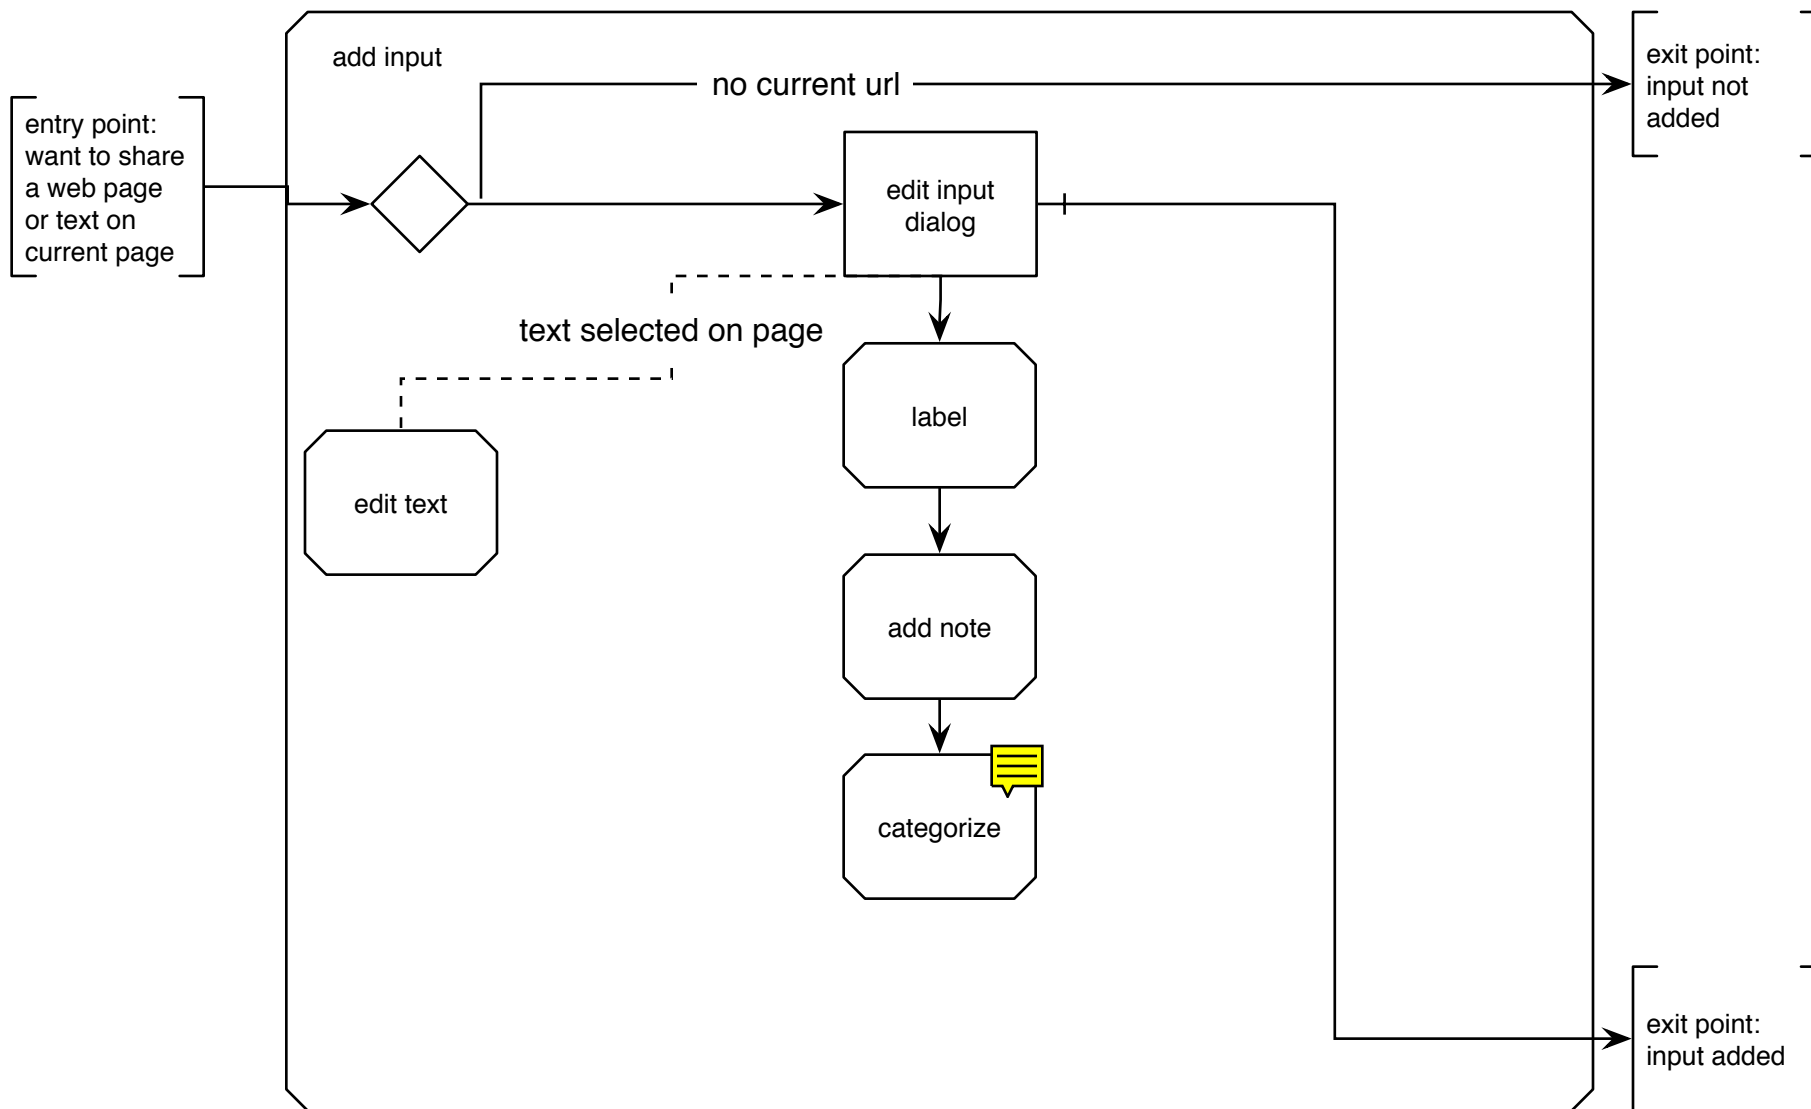 add input
no current url
exit point:
input not
added
entry point:
want to share
a web page
or text on
current page
edit input
dialog
text selected on page
label
edit text
add note
categorize
exit point:
input added